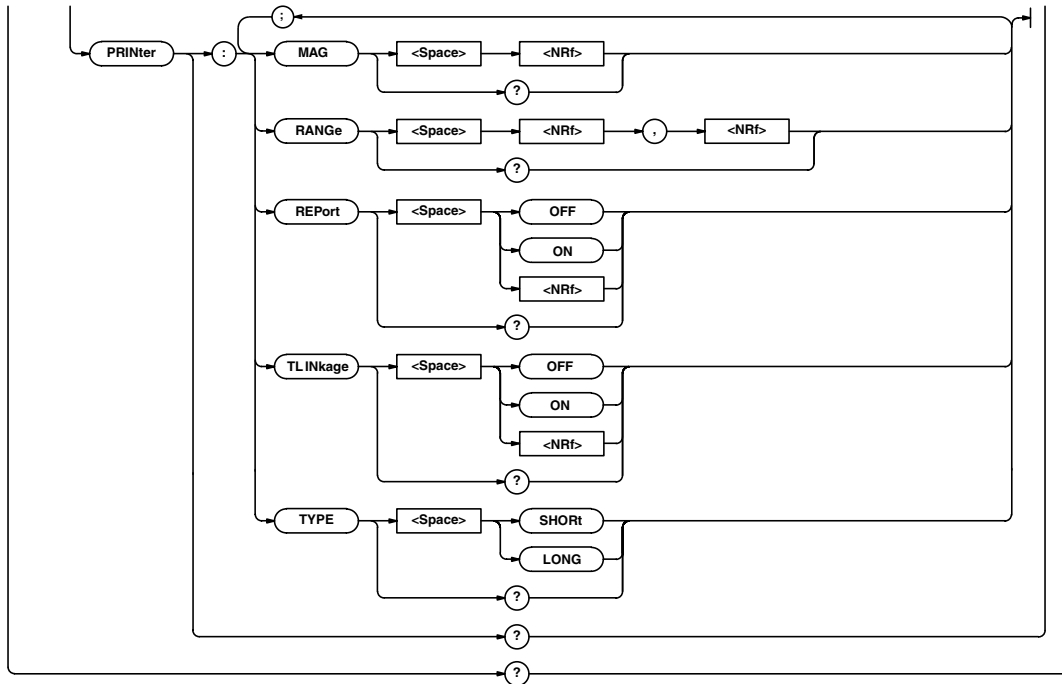 ;
PRINter : MAG <Space> <NRf>
?
RANGe <Space> <NRf> , <NRf>
?
REPort <Space> OFF
ON
<NRf>
?
TLINkage <Space> OFF
ON
<NRf>
?
TYPE <Space> SHORt
LONG
?
?
?